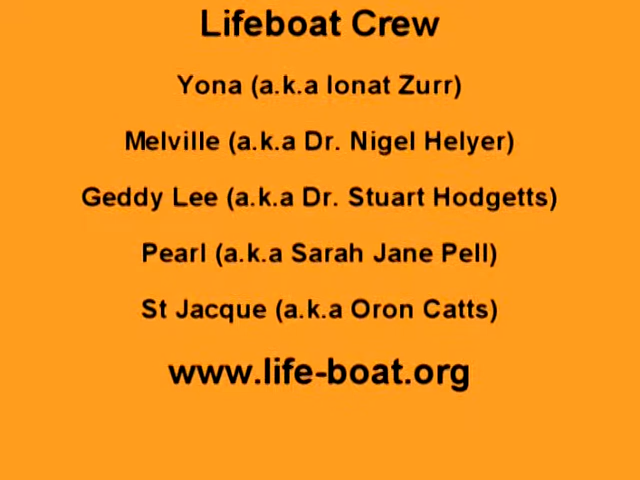 Lifeboat Crew
Yona (a.k.a Ionat Zurr)
Melville (a.k.a Dr. Nigel Helyer)
Geddy Lee (a.k.a Dr. Stuart Hodgetts)
Pearl (a.k.a Sarah Jane Pell)
St Jacque (a.k.a Oron Catts)
www.life-boat.org